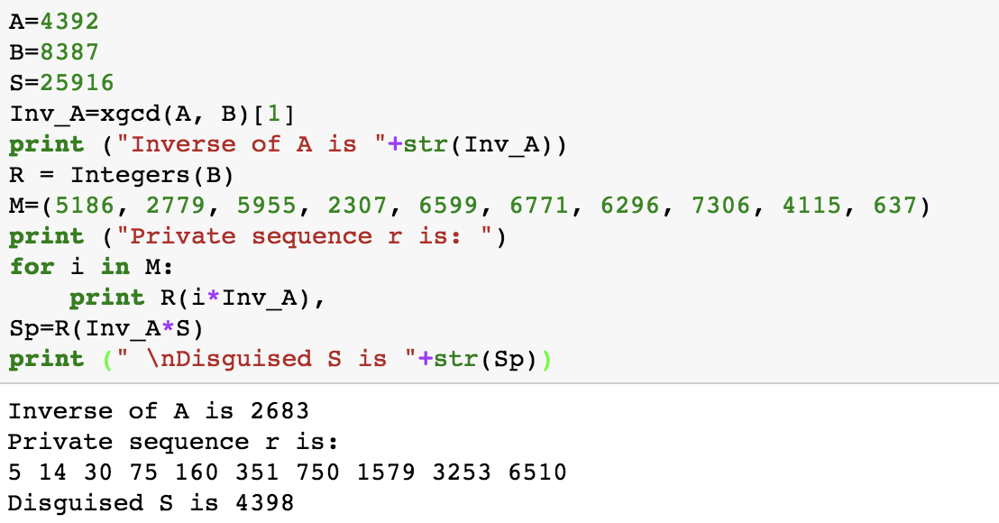 A=4392
B=8387
S=25916
Inv_A=xgcd(A, B)[1]
print ("Inverse of A is "+str(Inv_A))
R = Integers(B)
M=(5186, 2779, 5955, 2307, 6599, 6771, 6296, 7306, 4115, 637)
print ("Private sequence r is: ")
for i in M:
    print R(i*Inv_A),
Sp=R(Inv_A*S)
print (" \nDisguised S is "+str(Sp))
Inverse of A is 2683
Private sequence r is:
5 14 30 75 160 351 750 1579 3253 6510
Disguised S is 4398